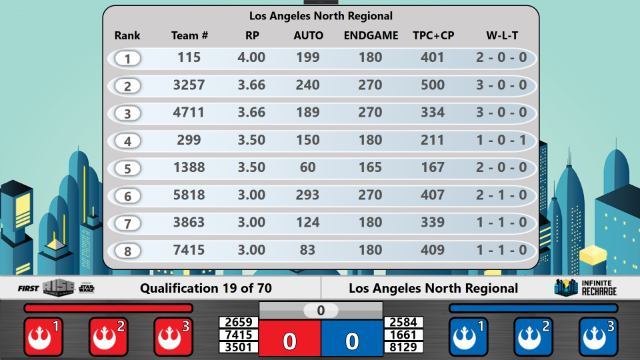 Los Angeles North Regional
Rank Team # RP AUTO ENDGAME TPC+CP W-L-T
1 115 4.00 199 180 401 2 - 0 - 0
2 3257 3.66 240 270 500 3 - 0 - 0
3 4711 3.66 189 270 334 3 - 0 - 0
4 299 3.50 150 180 211 1 - 0 - 1
5 1388 3.50 60 165 167 2 - 0 - 0
6 5818 3.00 293 270 407 2 - 1 - 0
7 3863 3.00 124 180 339 1 - 1 - 0
8 7415 3.00 83 180 409 1 - 1 - 0
FIRST RISE STAR WARS Qualification 19 of 70 Los Angeles North Regional INFINITE RECHARGE
0
1 2 3
2659
7415
3501
0 0
2584
1661
8129
1 2 3